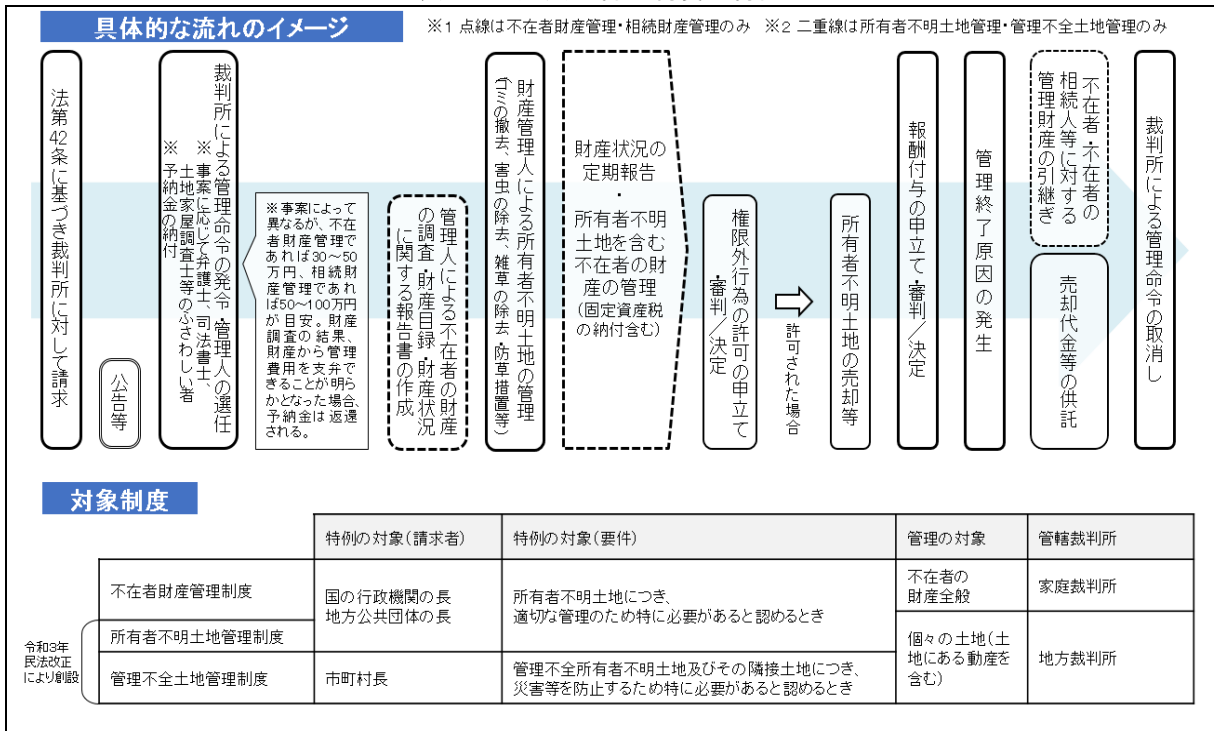 具体的な流れのイメージ
※1 点線は不在者財産管理・相続財産管理のみ ※2 二重線は所有者不明土地管理・管理不全土地管理のみ
法第42条に基づき裁判所に対して請求
公告等
裁判所による管理命令の発令・管理人の選任
※事案に応じて弁護士、司法書士、
土地家屋調査士等のふさわしい者
※予納金の納付
※事案によって
異なるが、不在
者財産管理で
あれば30～50
万円、相続財
産管理であれ
ば50～100万円
が目安。財産
調査の結果、
財産から管理
費用を支弁で
きることが明ら
かとなった場合、
予納金は返還
される。
管理人による不在者の財産
の調査・財産目録・財産状況
に関する報告書の作成
財産管理人による所有者不明土地の管理
(ゴミの撤去、害虫の除去、雑草の除去・防草措置等)
財産状況の
定期報告
・
所有者不明
土地を含む
不在者の財
産の管理
(固定資産税
の納付含む)
権限外行為の許可の申立て
・審判/決定
許可された場合
所有者不明土地の売却等
報酬付与の申立て・審判/決定
管理終了原因の発生
不在者・不在者の
相続人等に対する
管理財産の引継ぎ
売却代金等の供託
裁判所による管理命令の取消し
対象制度
特例の対象(請求者)
特例の対象(要件)
管理の対象
管轄裁判所
不在者財産管理制度
国の行政機関の長
地方公共団体の長
所有者不明土地につき、
適切な管理のため特に必要があると認めるとき
不在者の
財産全般
家庭裁判所
令和3年
民法改正
により創設
所有者不明土地管理制度
個々の土地(土
地にある動産を
含む)
地方裁判所
管理不全土地管理制度
市町村長
管理不全所有者不明土地及びその隣接土地につき、
災害等を防止するため特に必要があると認めるとき